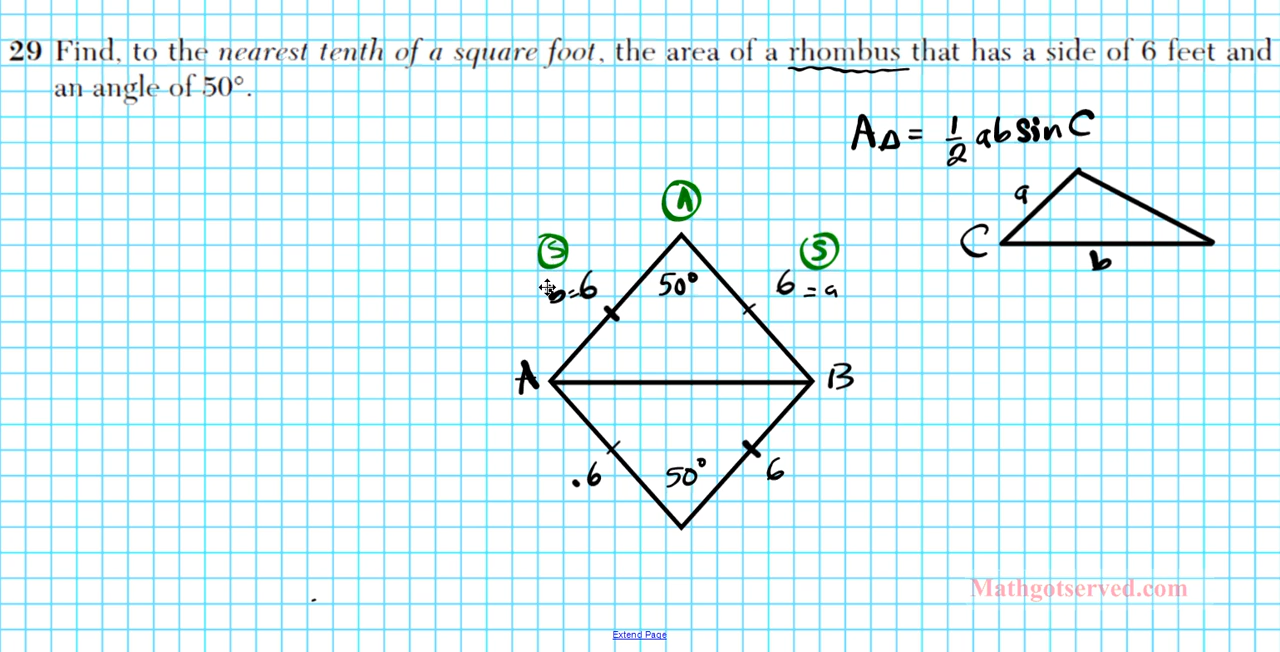 29 Find, to the nearest tenth of a square foot, the area of a rhombus that has a side of 6 feet and
an angle of 50°.
A△ = 1/2 ab sin C
a
C
b
A
S
S
b=6
50°
6 = a
A
B
.6
50°
6
Mathgotserved.com
Extend Page